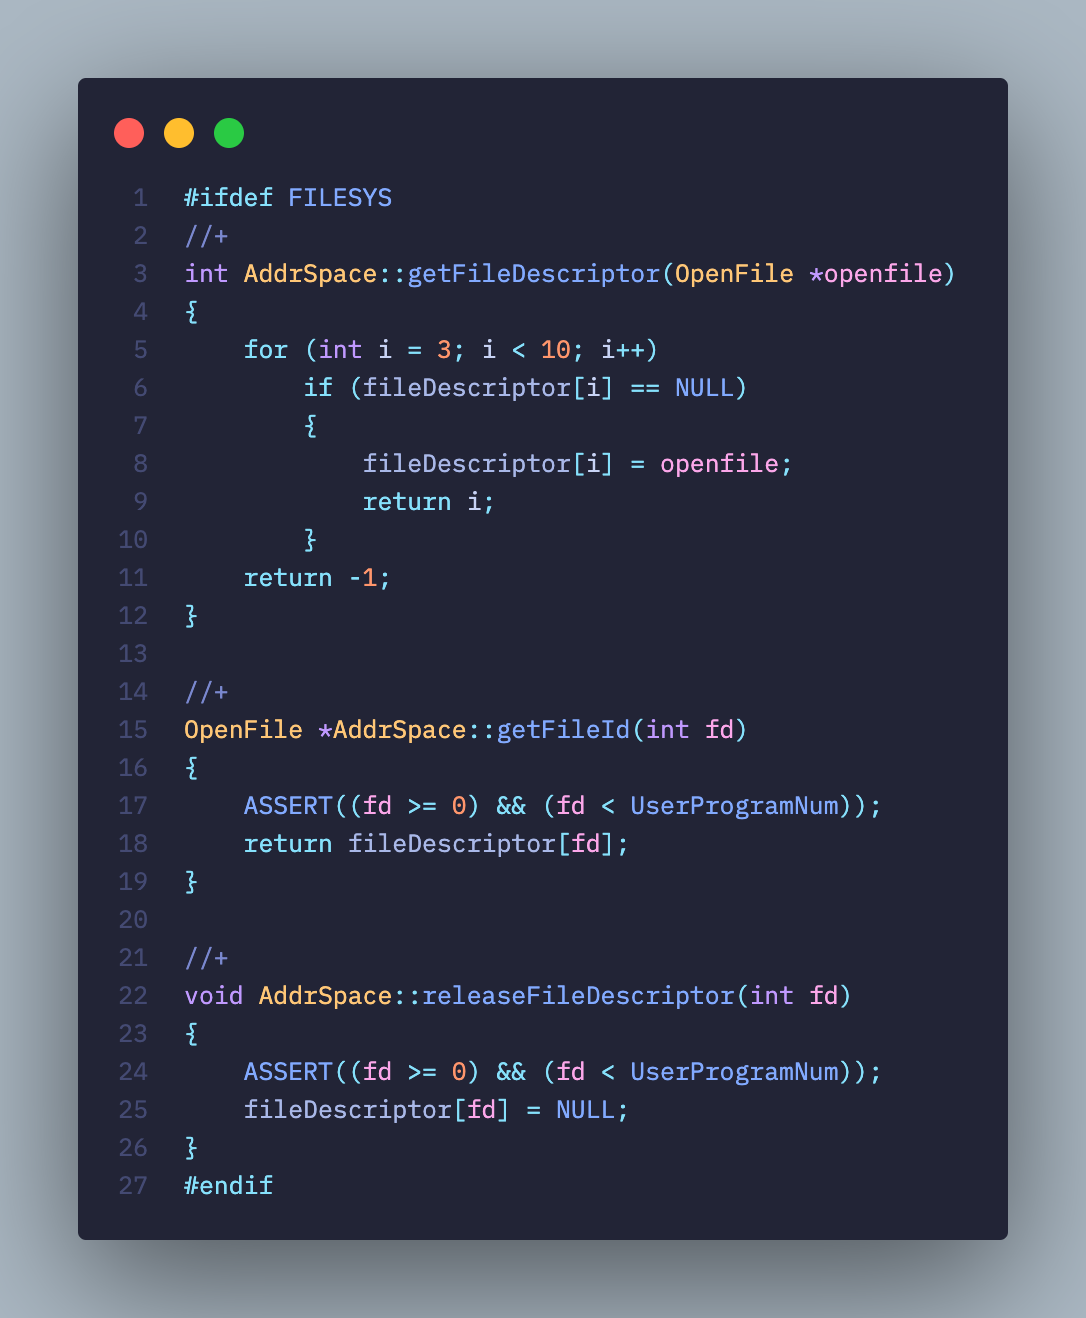 1 #ifdef FILESYS
2 //+
3 int AddrSpace::getFileDescriptor(OpenFile *openfile)
4 {
5     for (int i = 3; i < 10; i++)
6         if (fileDescriptor[i] == NULL)
7         {
8             fileDescriptor[i] = openfile;
9             return i;
10         }
11     return -1;
12 }
13
14 //+
15 OpenFile *AddrSpace::getFileId(int fd)
16 {
17     ASSERT((fd >= 0) && (fd < UserProgramNum));
18     return fileDescriptor[fd];
19 }
20
21 //+
22 void AddrSpace::releaseFileDescriptor(int fd)
23 {
24     ASSERT((fd >= 0) && (fd < UserProgramNum));
25     fileDescriptor[fd] = NULL;
26 }
27 #endif